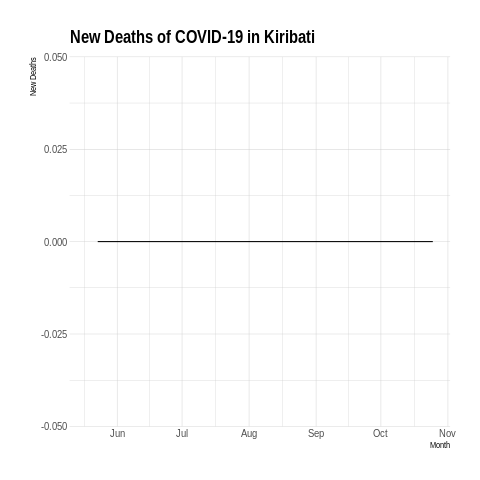 New Deaths of COVID-19 in Kiribati
New Deaths
0.050
0.025
0.000
-0.025
-0.050
Jun Jul Aug Sep Oct Nov
Month